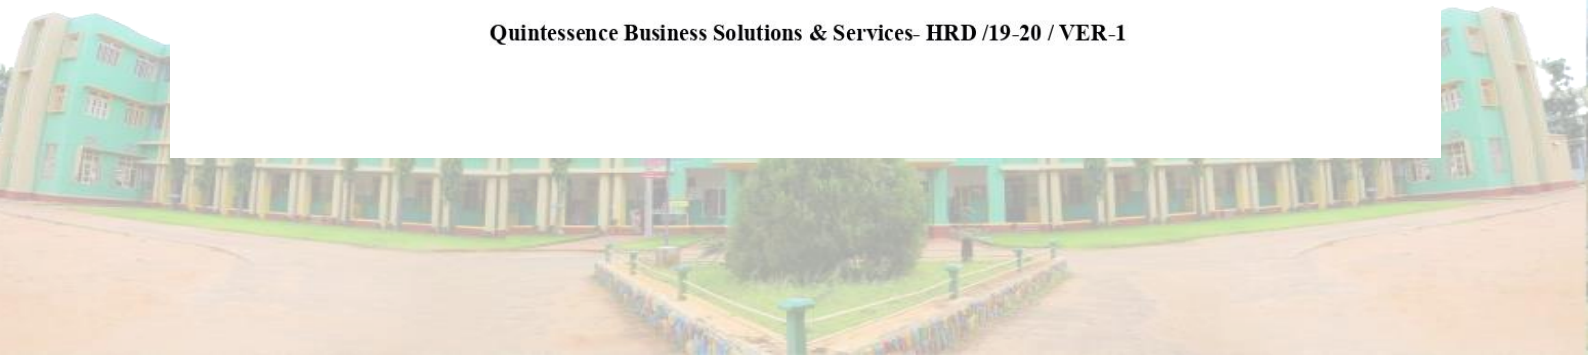 Quintessence Business Solutions & Services- HRD /19-20 / VER-1